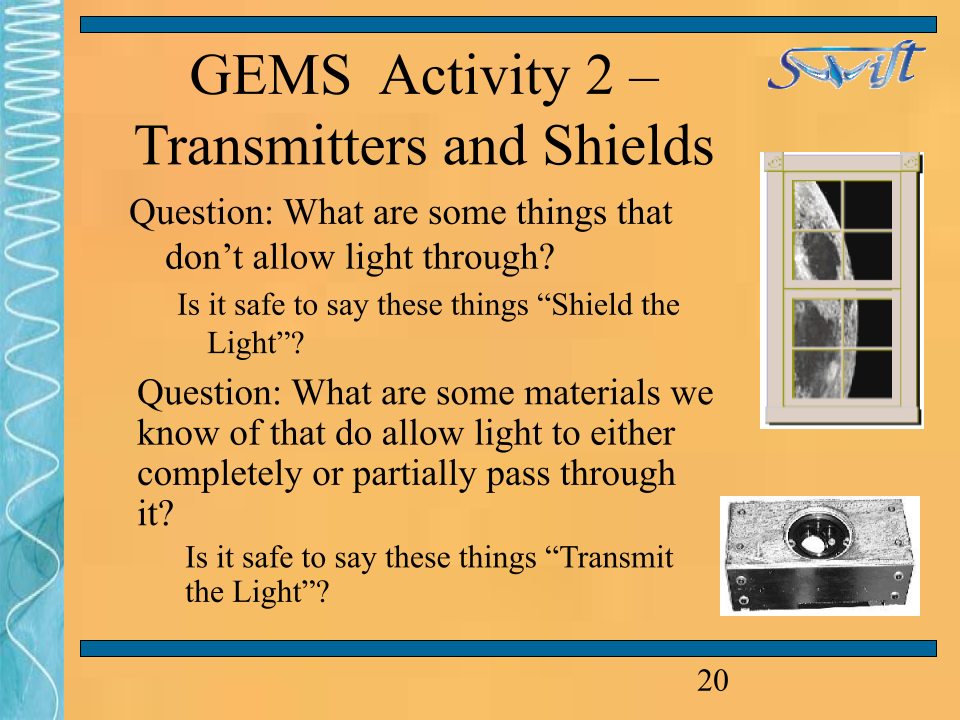 GEMS  Activity 2 –
Transmitters and Shields
Swift
Question: What are some things that
don’t allow light through?
Is it safe to say these things “Shield the
Light”?
Question: What are some materials we
know of that do allow light to either
completely or partially pass through
it?
Is it safe to say these things “Transmit
the Light”?
20